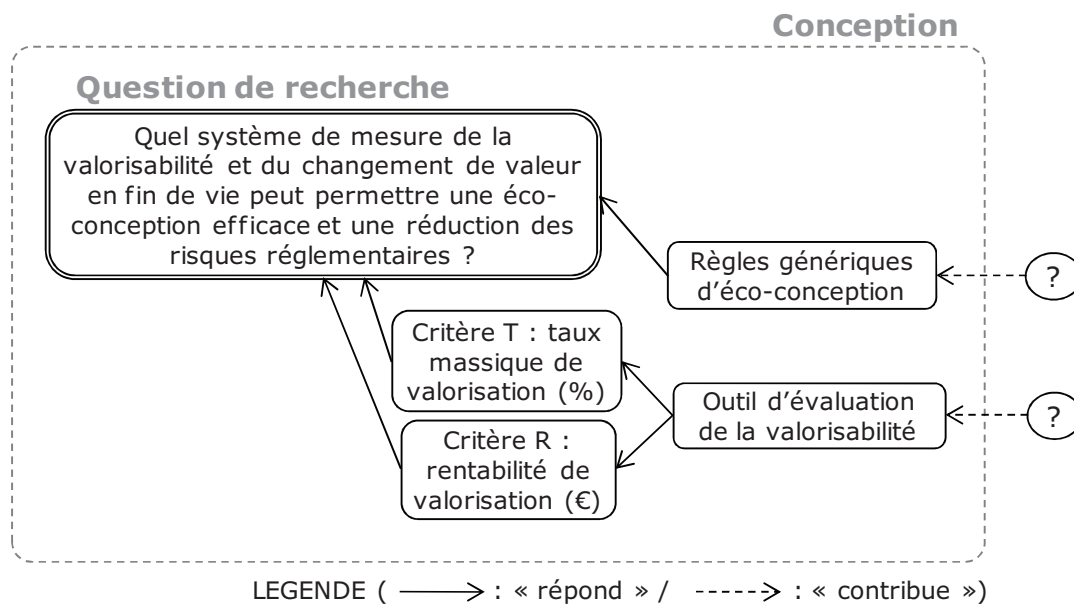 Conception
Question de recherche
Quel système de mesure de la
valorisabilité et du changement de valeur
en fin de vie peut permettre une éco-
conception efficace et une réduction des
risques réglementaires ?
Règles génériques
d'éco-conception
?
Critère T : taux
massique de
valorisation (%)
Outil d'évaluation
de la valorisabilité
?
Critère R :
rentabilité de
valorisation (€)
LEGENDE ( : « répond » / : « contribue »)